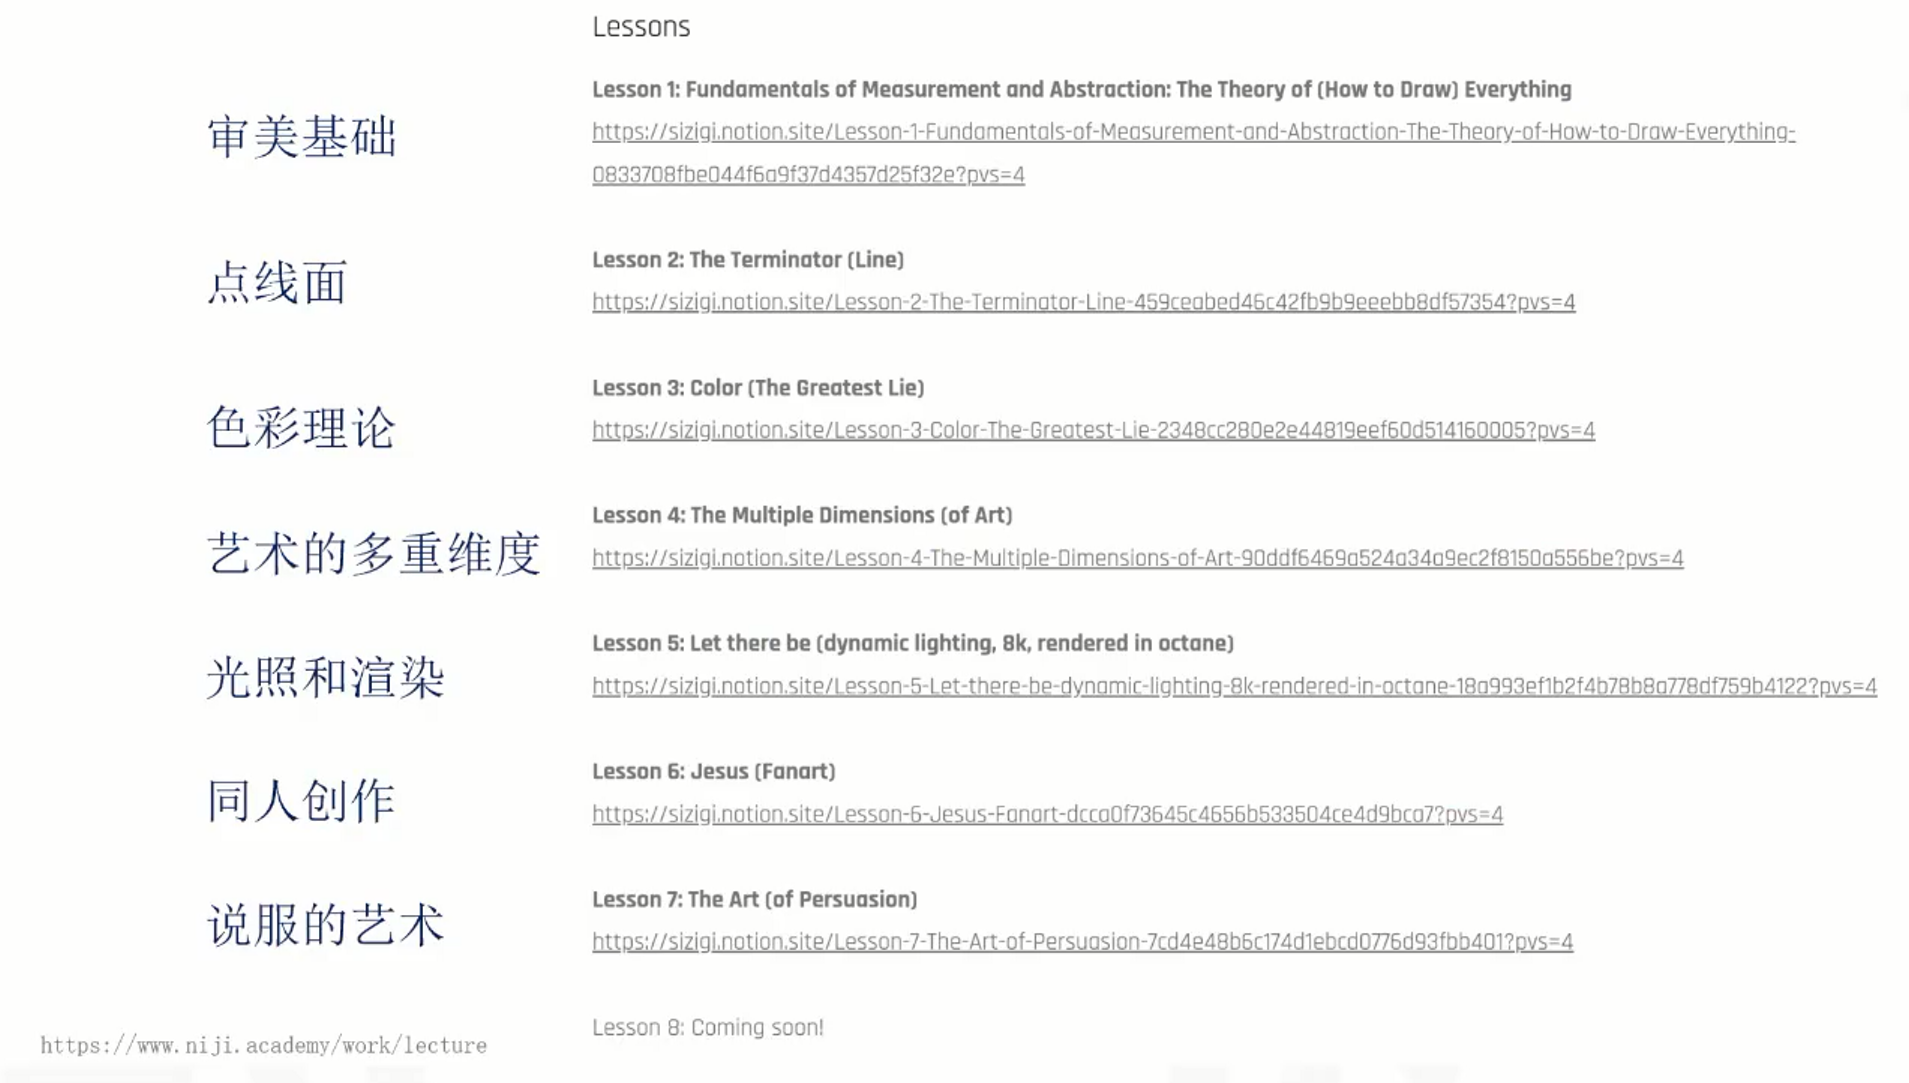 Lessons
审美基础
Lesson 1: Fundamentals of Measurement and Abstraction: The Theory of (How to Draw) Everything
https://sizigi.notion.site/Lesson-1-Fundamentals-of-Measurement-and-Abstraction-The-Theory-of-How-to-Draw-Everything-
0833708fbe044f6a9f37d4357d25f32e?pvs=4
点线面
Lesson 2: The Terminator (Line)
https://sizigi.notion.site/Lesson-2-The-Terminator-Line-459ceabed46c42fb9b9eeebb8df57354?pvs=4
色彩理论
Lesson 3: Color (The Greatest Lie)
https://sizigi.notion.site/Lesson-3-Color-The-Greatest-Lie-2348cc280e2e44819eef60d514160005?pvs=4
艺术的多重维度
Lesson 4: The Multiple Dimensions (of Art)
https://sizigi.notion.site/Lesson-4-The-Multiple-Dimensions-of-Art-90ddf6469a524a34a9ec2f8150a556be?pvs=4
光照和渲染
Lesson 5: Let there be (dynamic lighting, 8k, rendered in octane)
https://sizigi.notion.site/Lesson-5-Let-there-be-dynamic-lighting-8k-rendered-in-octane-18a993ef1b2f4b78b8a778df759b4122?pvs=4
同人创作
Lesson 6: Jesus (Fanart)
https://sizigi.notion.site/Lesson-6-Jesus-Fanart-dcca0f73645c4656b533504ce4d9bca7?pvs=4
说服的艺术
Lesson 7: The Art (of Persuasion)
https://sizigi.notion.site/Lesson-7-The-Art-of-Persuasion-7cd4e48b6c174d1ebcd0776d93fbb401?pvs=4
Lesson 8: Coming soon!
https://www.niji.academy/work/lecture